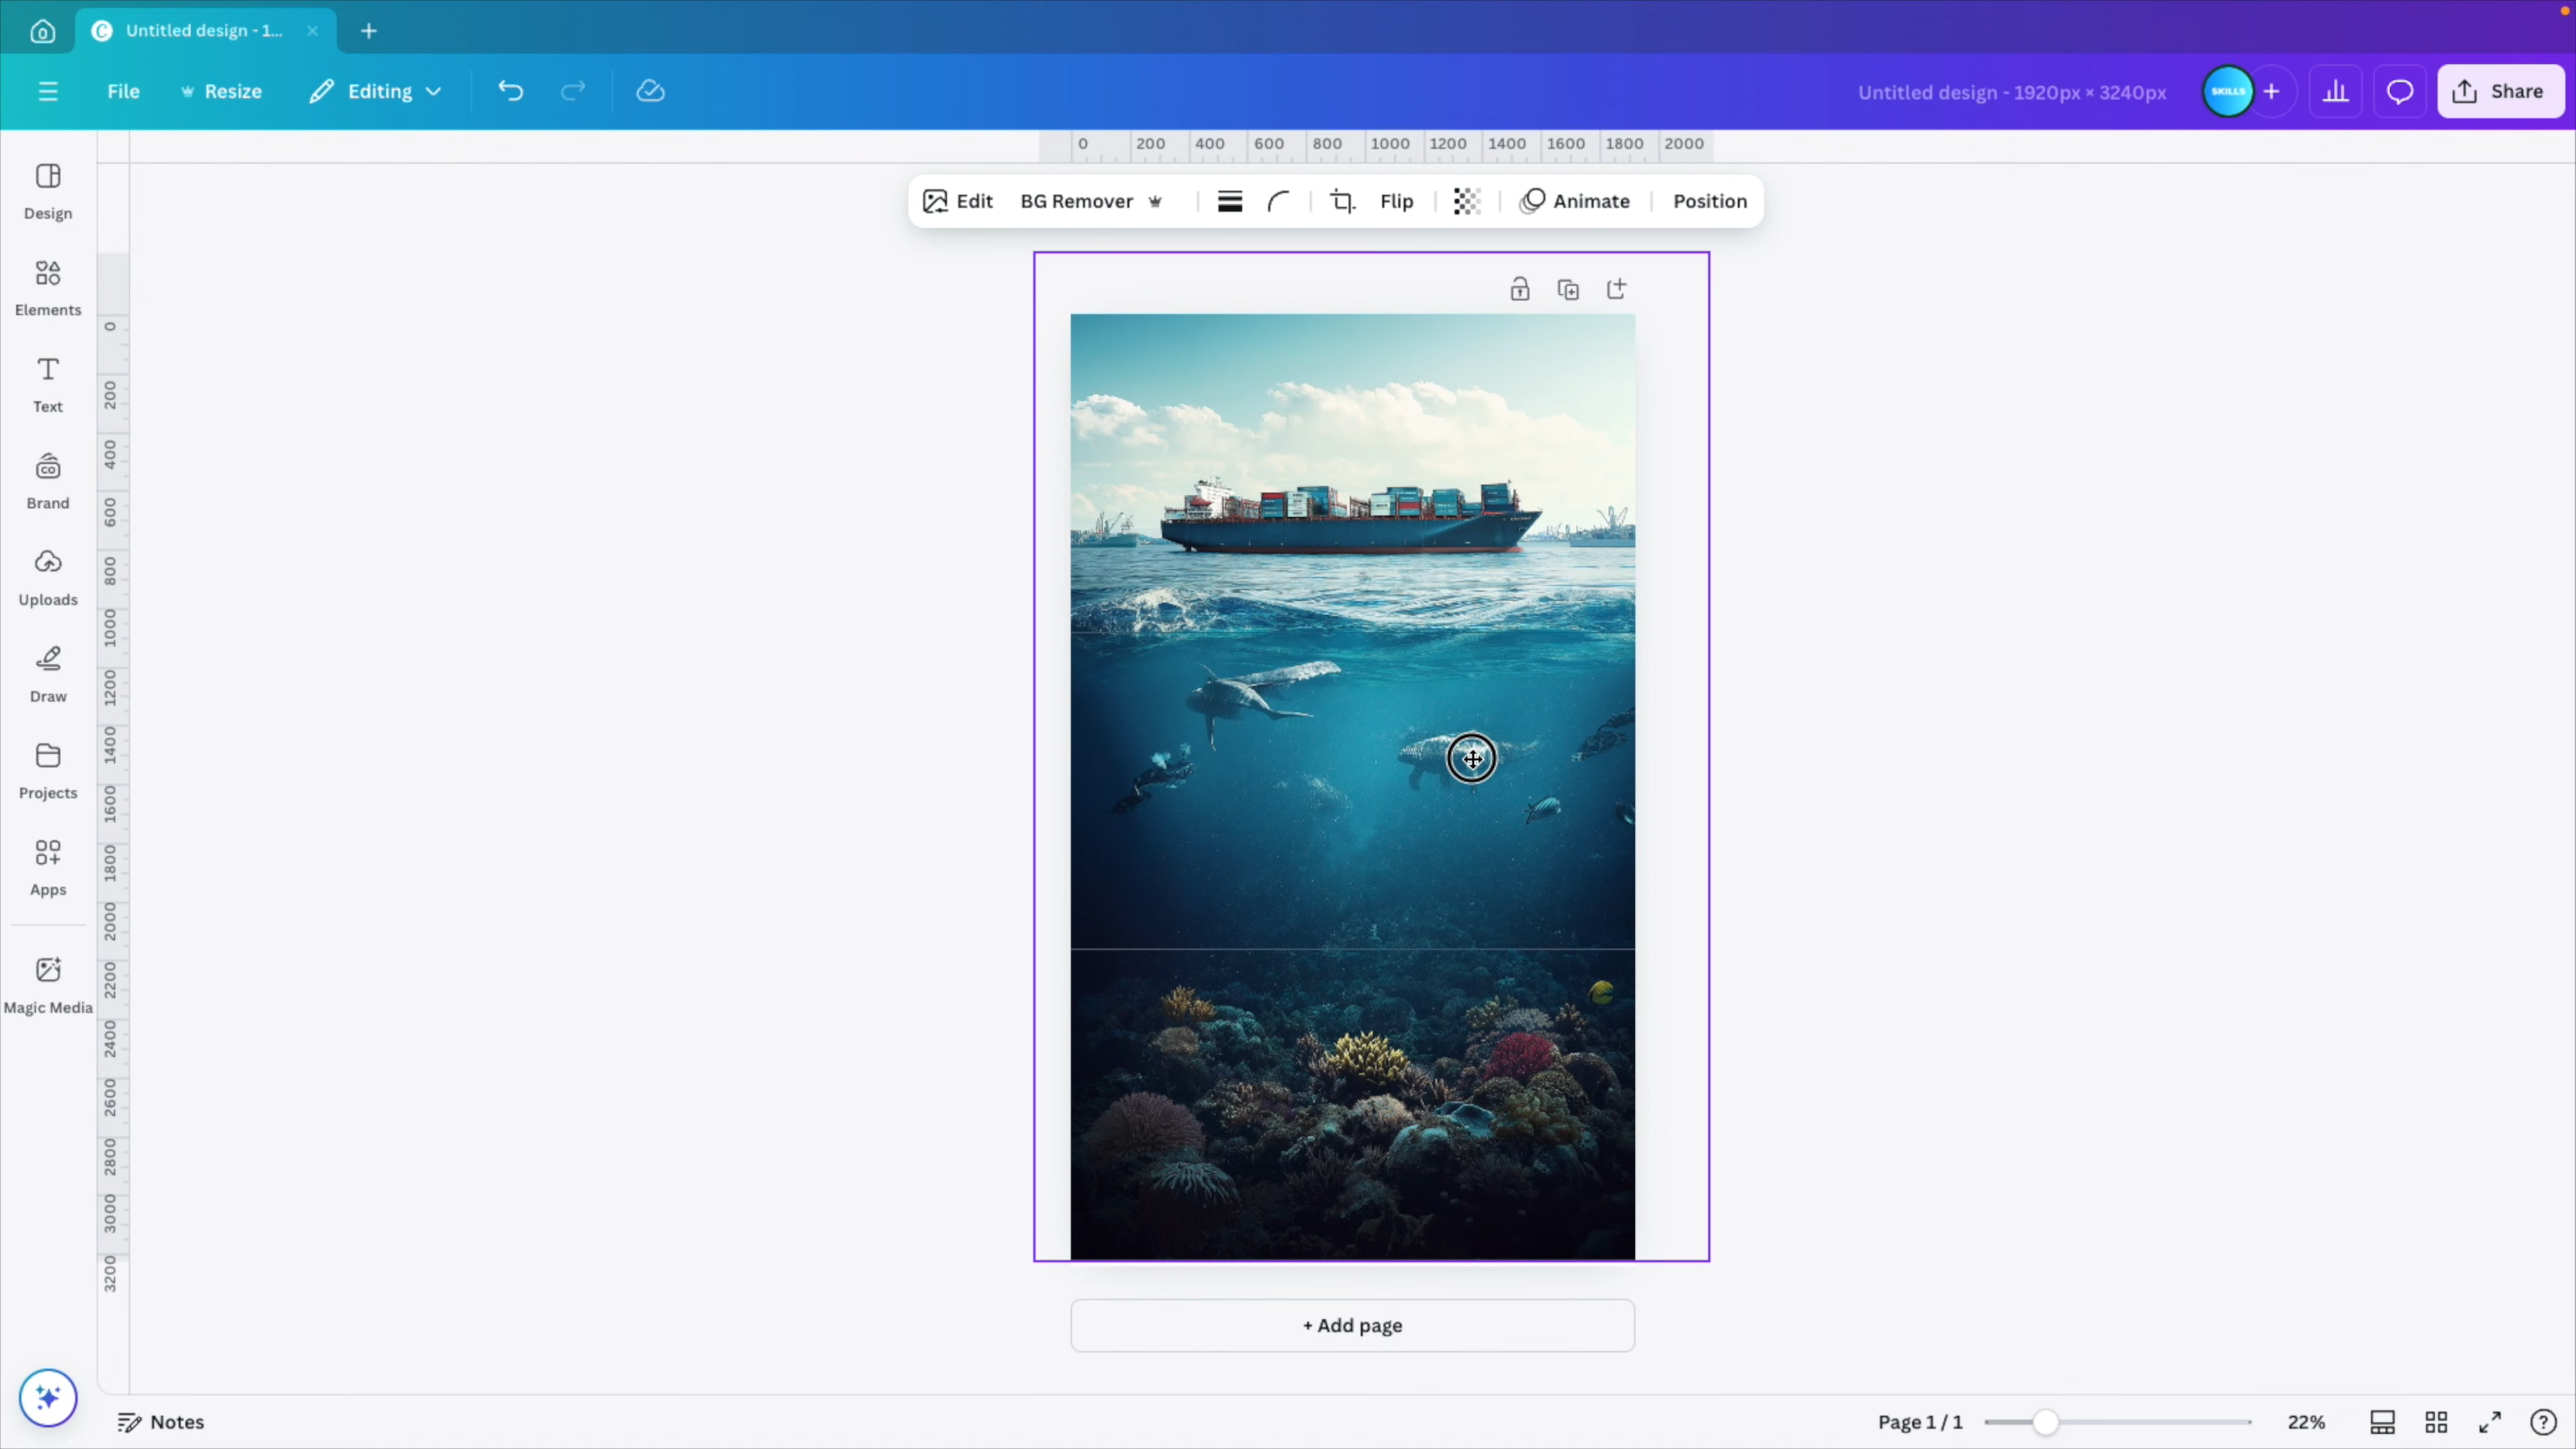 Untitled design - 1...
File
Resize
Editing
Untitled design - 1920px × 3240px
SKILLS
Share
0 200 400 600 800 1000 1200 1400 1600 1800 2000
Edit
BG Remover
Flip
Animate
Position
Design
Elements
Text
CO
Brand
Uploads
Draw
Projects
Apps
Magic Media
0
200
400
600
800
1000
1200
1400
1600
1800
2000
2200
2400
2600
2800
3000
3200
+ Add page
Notes
Page 1 / 1
22%